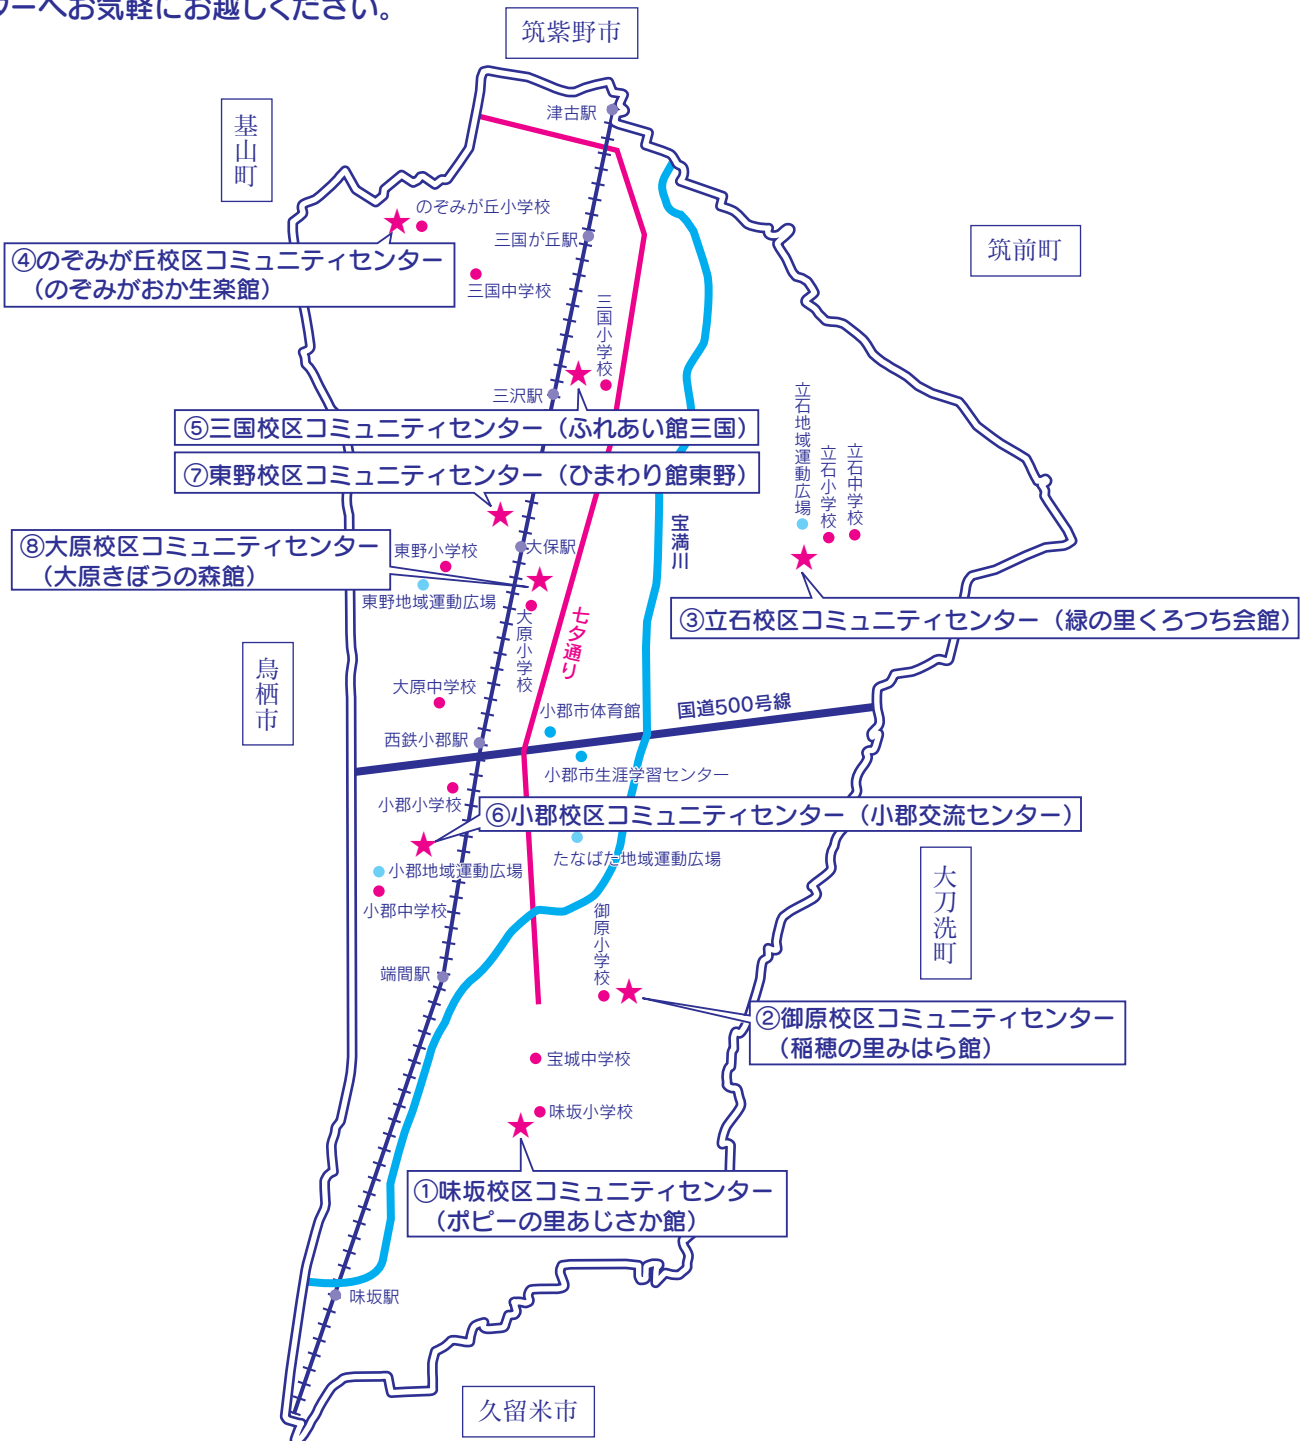 ターへお気軽にお越しください。
筑紫野市
津古駅
基山町
のぞみが丘小学校
三国が丘駅
筑前町
④のぞみが丘校区コミュニティセンター
（のぞみがおか生楽館）
三国中学校
三国小学校
三沢駅
立石地域運動広場
立石小学校
立石中学校
⑤三国校区コミュニティセンター（ふれあい館三国）
⑦東野校区コミュニティセンター（ひまわり館東野）
宝満川
⑧大原校区コミュニティセンター
（大原きぼうの森館）
東野小学校
大保駅
東野地域運動広場
大原小学校
七夕通り
③立石校区コミュニティセンター（緑の里くろつち会館）
鳥栖市
大原中学校
小郡市体育館
国道500号線
西鉄小郡駅
小郡市生涯学習センター
小郡小学校
⑥小郡校区コミュニティセンター（小郡交流センター）
たなばた地域運動広場
小郡地域運動広場
小郡中学校
大刀洗町
御原小学校
端間駅
②御原校区コミュニティセンター
（稲穂の里みはら館）
宝城中学校
味坂小学校
①味坂校区コミュニティセンター
（ポピーの里あじさか館）
味坂駅
久留米市